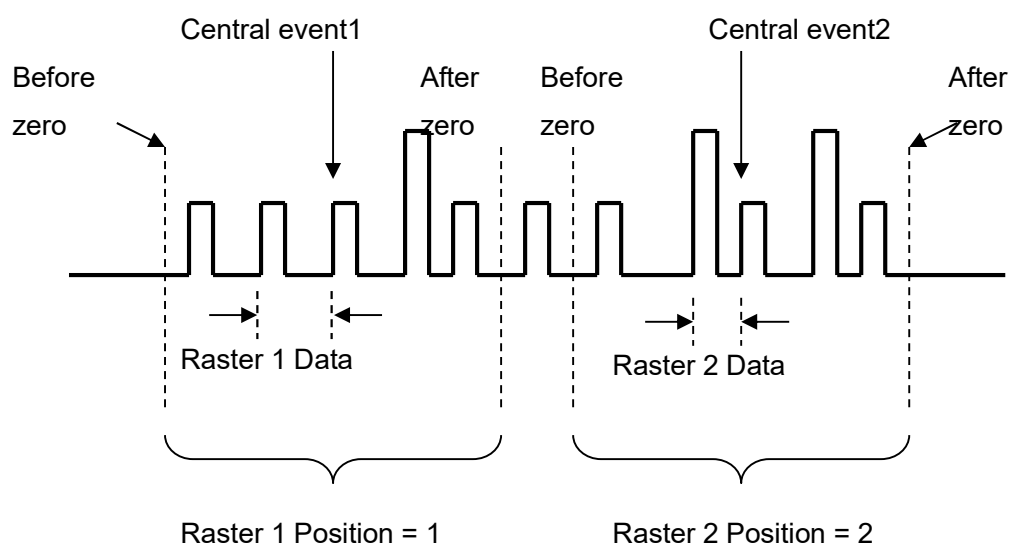 Central event1
Central event2
Before
zero
After
zero
Before
zero
After
zero
Raster 1 Data
Raster 2 Data
Raster 1 Position = 1
Raster 2 Position = 2